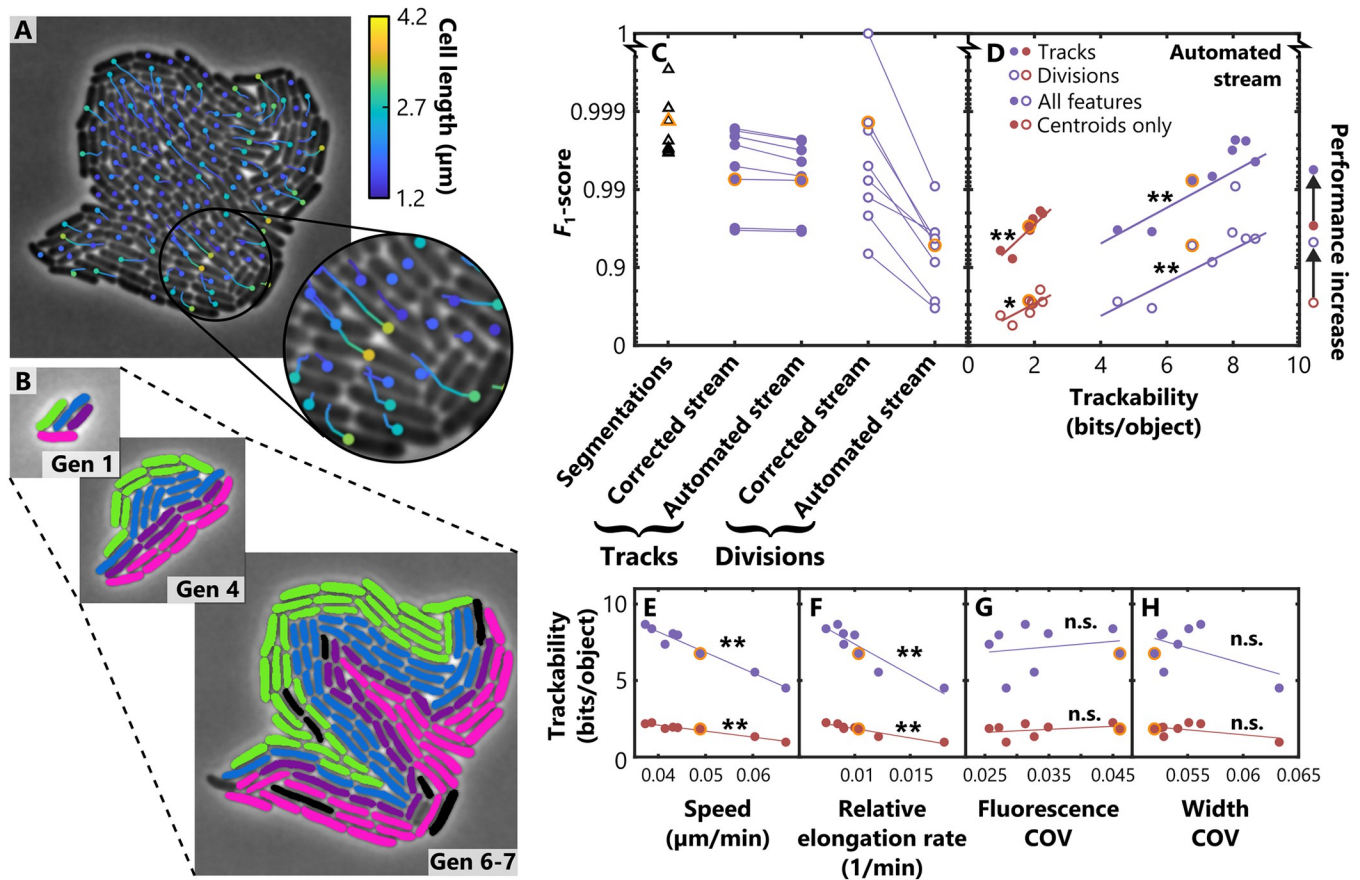 A
4.2
2.7
1.2
Cell length (µm)
B
Gen 1
Gen 4
Gen 6-7
C
1
0.999
0.99
0.9
0
F1-score
Segmentations
Corrected stream
Automated stream
Corrected stream
Automated stream
Tracks
Divisions
D
Tracks
Divisions
All features
Centroids only
Automated
stream
**
**
**
*
0
2
4
6
8
10
Trackability
(bits/object)
Performance increase
Trackability
(bits/object)
10
5
0
E
**
**
0.04
0.05
0.06
Speed
(µm/min)
F
**
**
0.01
0.015
Relative
elongation rate
(1/min)
G
n.s.
n.s.
0.025
0.035
0.045
Fluorescence
COV
H
n.s.
n.s.
0.055
0.06
0.065
Width
COV